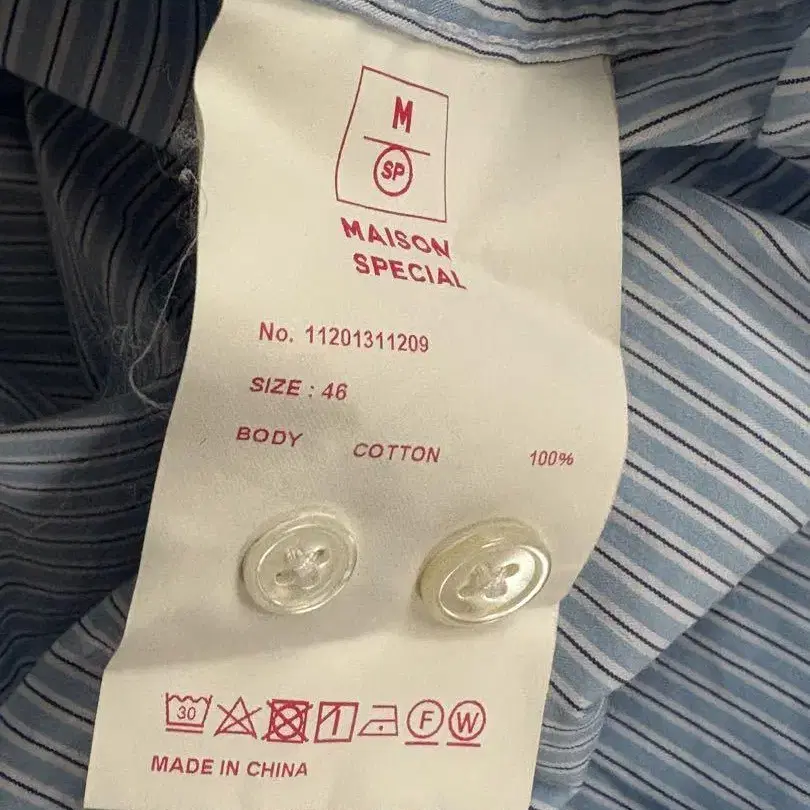 M
SP
MAISON
SPECIAL
No. 11201311209
SIZE : 46
BODY COTTON 100%
30 F W
MADE IN CHINA